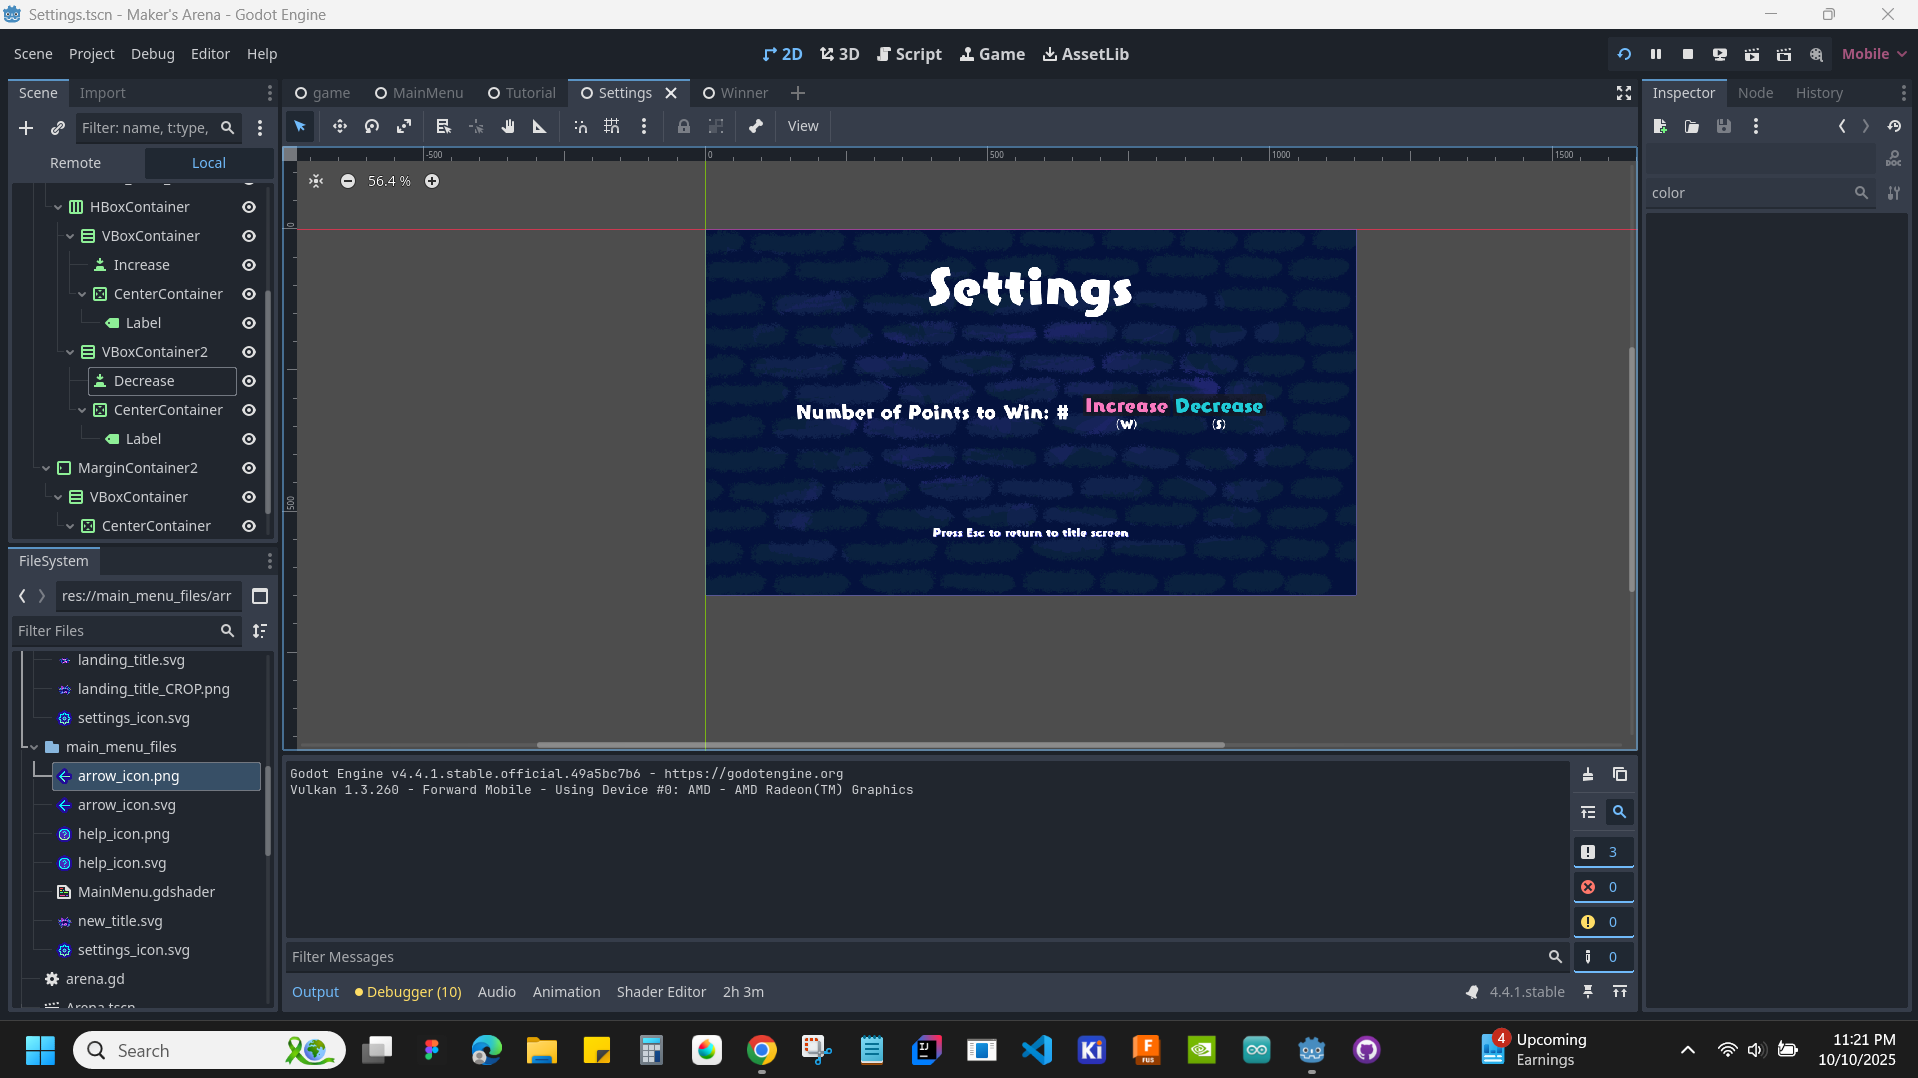 Settings.tscn - Maker's Arena - Godot Engine
Scene Project Debug Editor Help
2D 3D Script Game AssetLib
Mobile
Scene Import
game MainMenu Tutorial Settings Winner
Inspector Node History
Filter: name, t:type,
View
Remote Local
56.4 %
-500 0 500 1000 1500
0
500
HBoxContainer
VBoxContainer
Increase
CenterContainer
Label
VBoxContainer2
Decrease
CenterContainer
Label
MarginContainer2
VBoxContainer
CenterContainer
color
DOC
Settings
Number of Points to Win: # Increase Decrease
(W) (S)
Press Esc to return to title screen
FileSystem
res://main_menu_files/arr
Filter Files
landing_title.svg
landing_title_CROP.png
settings_icon.svg
main_menu_files
arrow_icon.png
arrow_icon.svg
help_icon.png
help_icon.svg
MainMenu.gdshader
new_title.svg
settings_icon.svg
arena.gd
Arena.tscn
Godot Engine v4.4.1.stable.official.49a5bc7b6 - https://godotengine.org
Vulkan 1.3.260 - Forward Mobile - Using Device #0: AMD - AMD Radeon(TM) Graphics
3
0
0
0
Filter Messages
Output Debugger (10) Audio Animation Shader Editor 2h 3m
4.4.1.stable
Search
IJ
Ki
F
FUS
4
Upcoming
Earnings
11:21 PM
10/10/2025